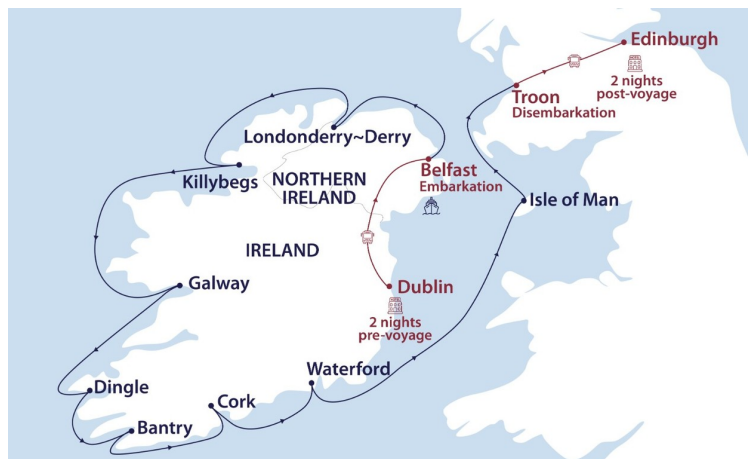 Edinburgh
2 nights
post-voyage
Troon
Disembarkation
Londonderry~Derry
Killybegs
NORTHERN
IRELAND
Belfast
Embarkation
Isle of Man
IRELAND
Galway
Dublin
2 nights
pre-voyage
Waterford
Dingle
Cork
Bantry